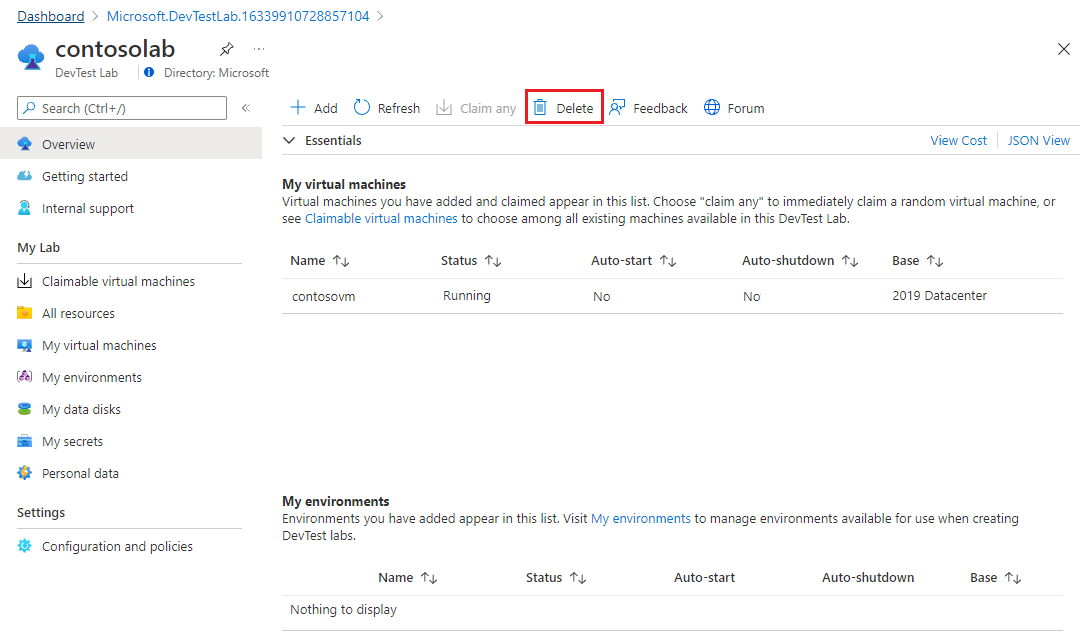 Dashboard > Microsoft.DevTestLab.16339910728857104 >
contosolab
DevTest Lab
Directory: Microsoft
Search (Ctrl+/)
Overview
Getting started
Internal support
My Lab
Claimable virtual machines
All resources
My virtual machines
My environments
My data disks
My secrets
Personal data
Settings
Configuration and policies
Add Refresh Claim any Delete Feedback Forum
Essentials View Cost JSON View
My virtual machines
Virtual machines you have added and claimed appear in this list. Choose "claim any" to immediately claim a random virtual machine, or
see Claimable virtual machines to choose among all existing machines available in this DevTest Lab.
Name Status Auto-start Auto-shutdown Base
contosovm Running No No 2019 Datacenter
My environments
Environments you have added appear in this list. Visit My environments to manage environments available for use when creating
DevTest labs.
Name Status Auto-start Auto-shutdown Base
Nothing to display